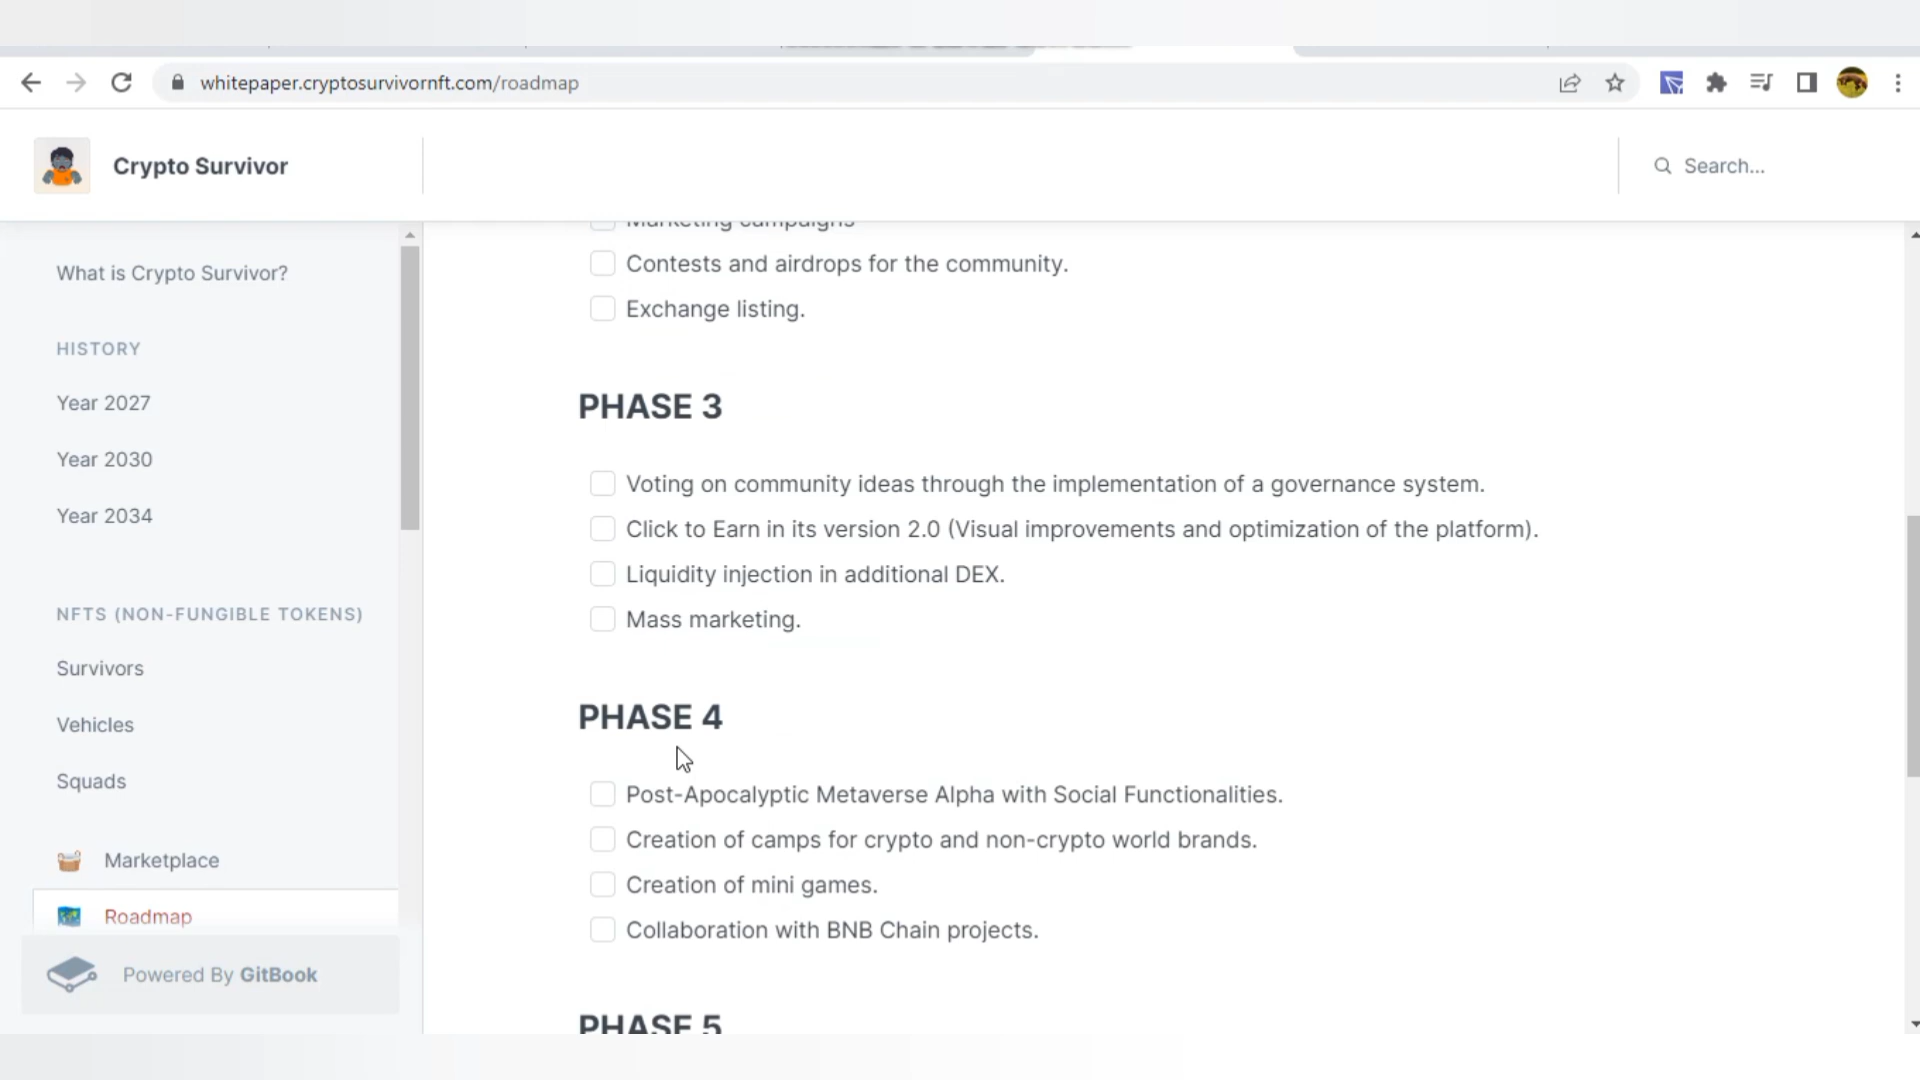 whitepaper.cryptosurvivornft.com/roadmap
Crypto Survivor
Search...
What is Crypto Survivor?
HISTORY
Year 2027
Year 2030
Year 2034
NFTS (NON-FUNGIBLE TOKENS)
Survivors
Vehicles
Squads
Marketplace
Roadmap
Powered By GitBook
Marketing campaigns
Contests and airdrops for the community.
Exchange listing.
PHASE 3
Voting on community ideas through the implementation of a governance system.
Click to Earn in its version 2.0 (Visual improvements and optimization of the platform).
Liquidity injection in additional DEX.
Mass marketing.
PHASE 4
Post-Apocalyptic Metaverse Alpha with Social Functionalities.
Creation of camps for crypto and non-crypto world brands.
Creation of mini games.
Collaboration with BNB Chain projects.
PHASE 5